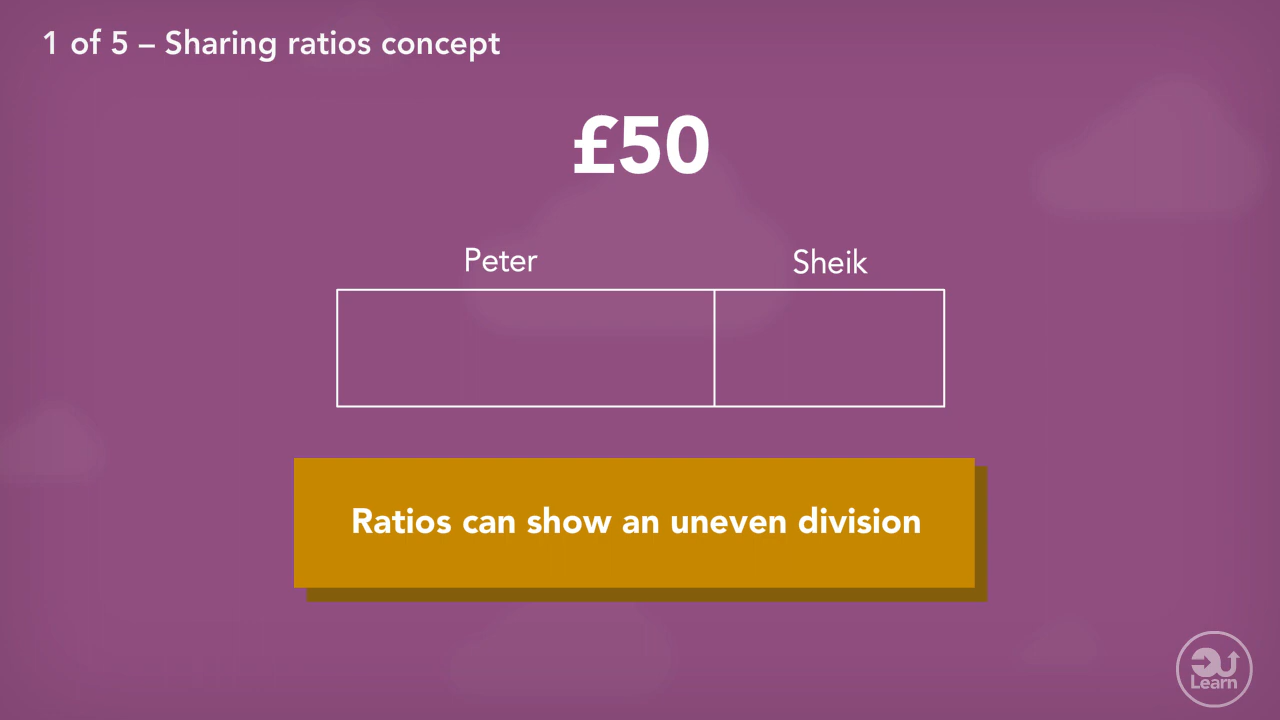 1 of 5 – Sharing ratios concept
£50
Peter Sheik
Ratios can show an uneven division
Learn